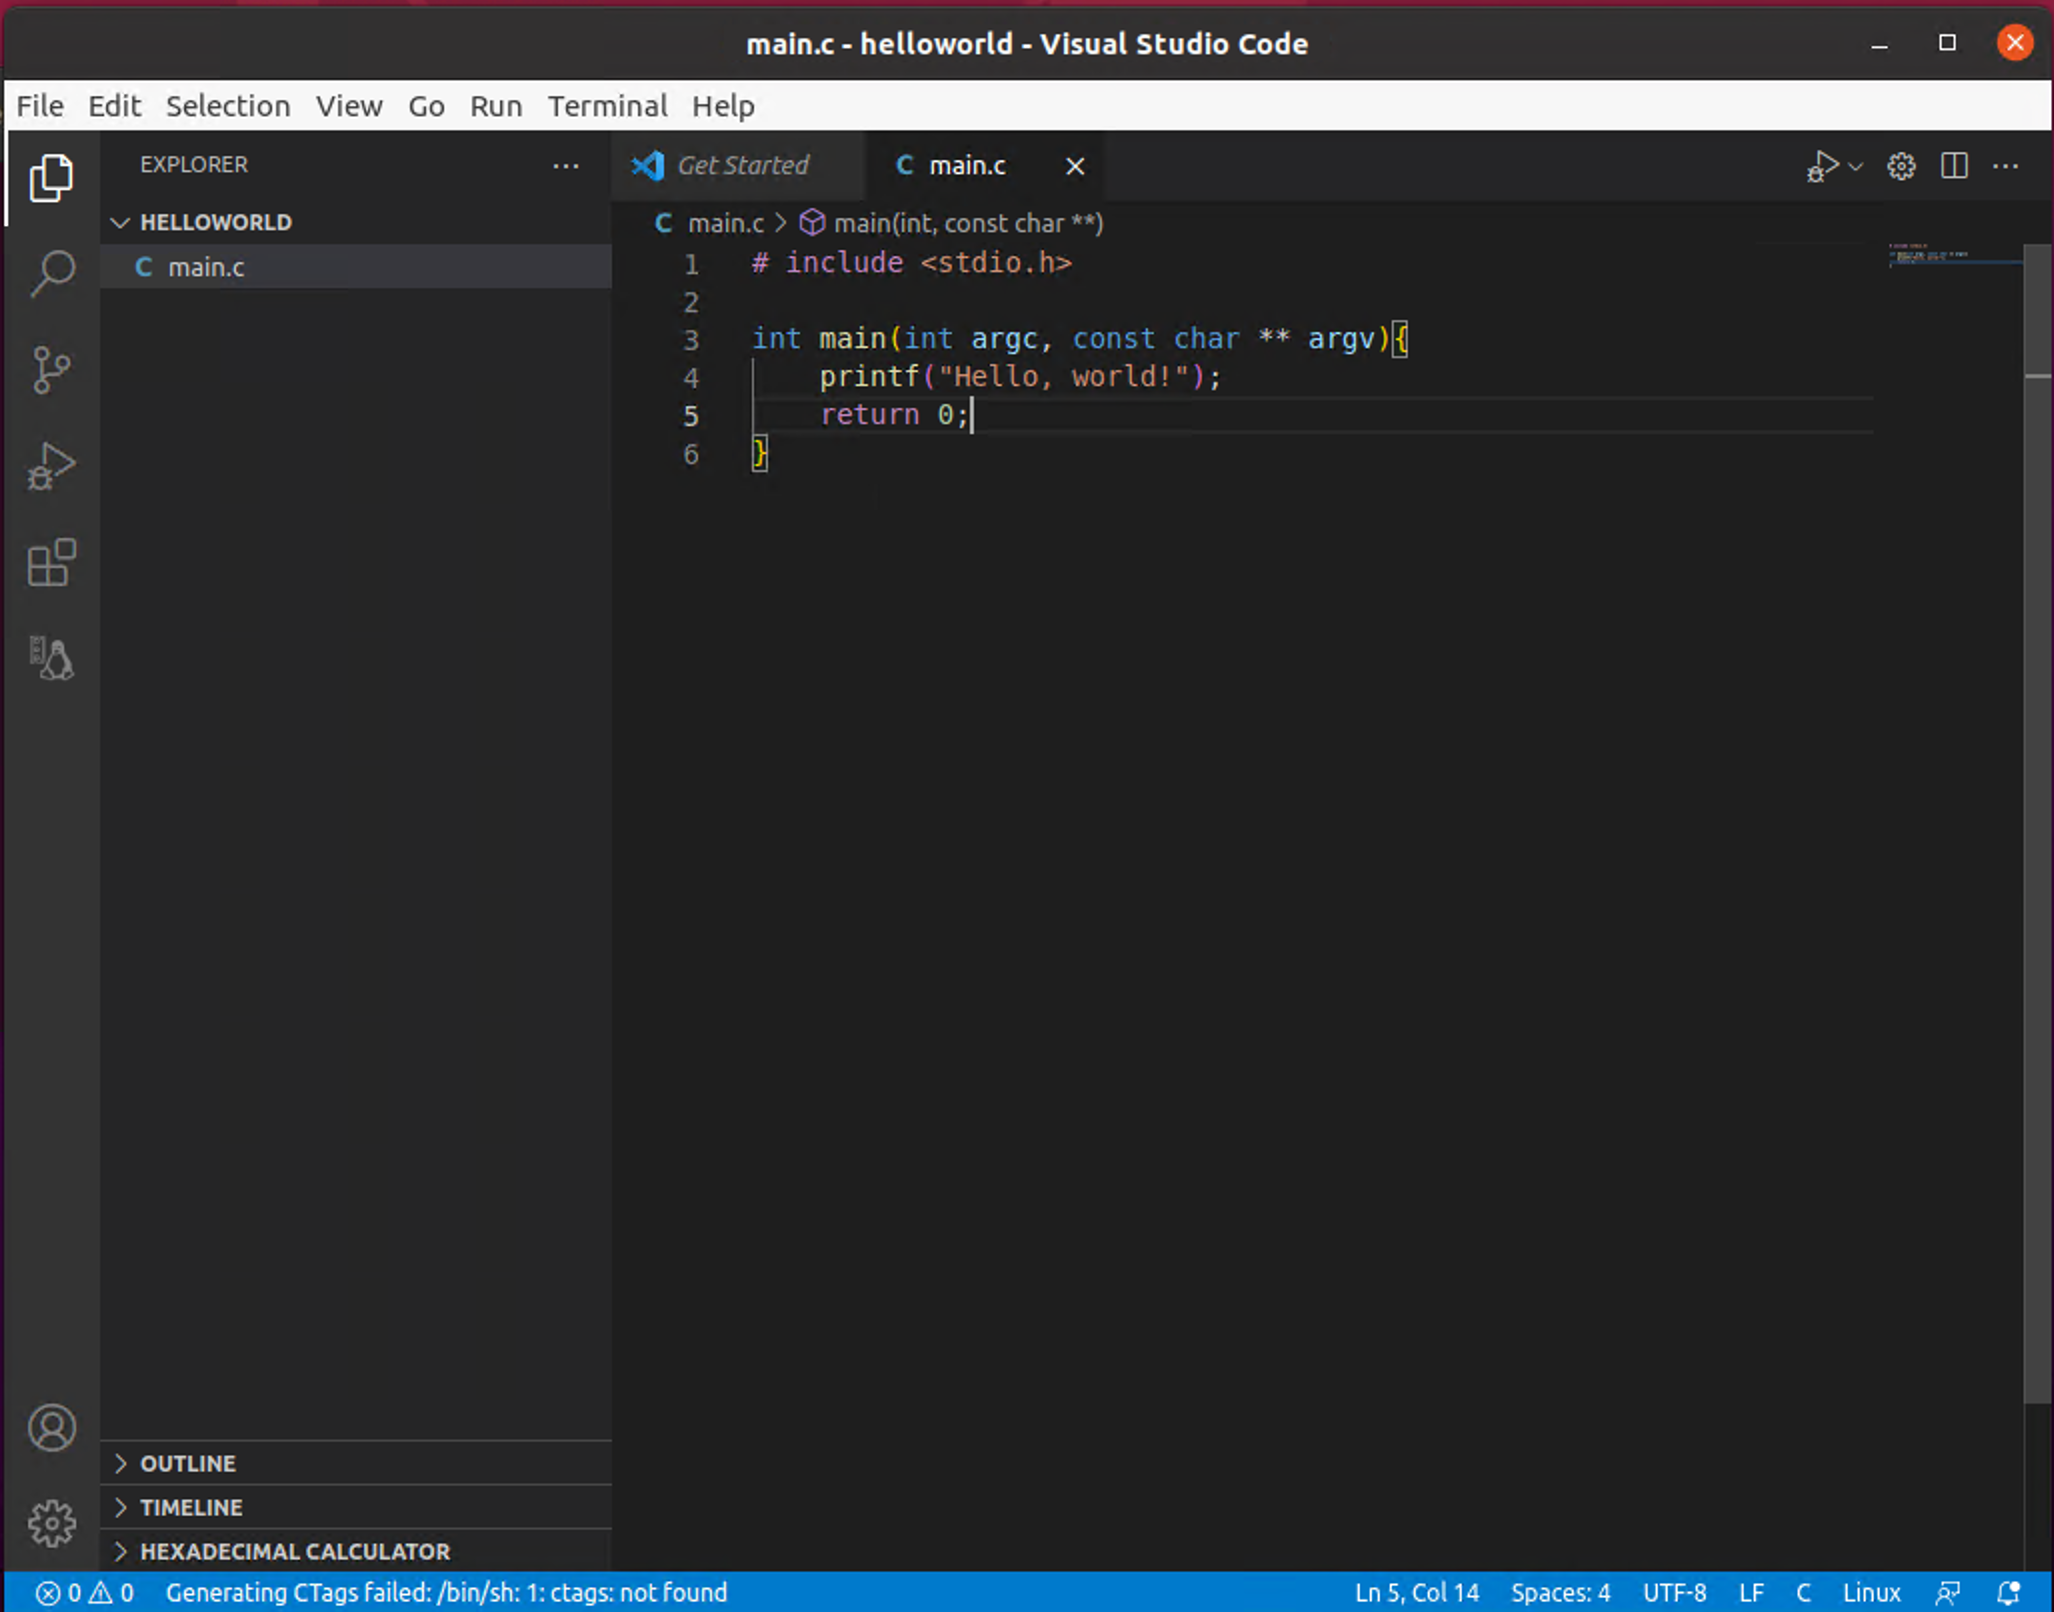 main.c - helloworld - Visual Studio Code
File Edit Selection View Go Run Terminal Help
EXPLORER
HELLOWORLD
C main.c
Get Started
C main.c
C main.c > main(int, const char **)
1 # include <stdio.h>
2
3 int main(int argc, const char ** argv){
4     printf("Hello, world!");
5     return 0;
6 }
OUTLINE
TIMELINE
HEXADECIMAL CALCULATOR
0 0 Generating CTags failed: /bin/sh: 1: ctags: not found Ln 5, Col 14 Spaces: 4 UTF-8 LF C Linux